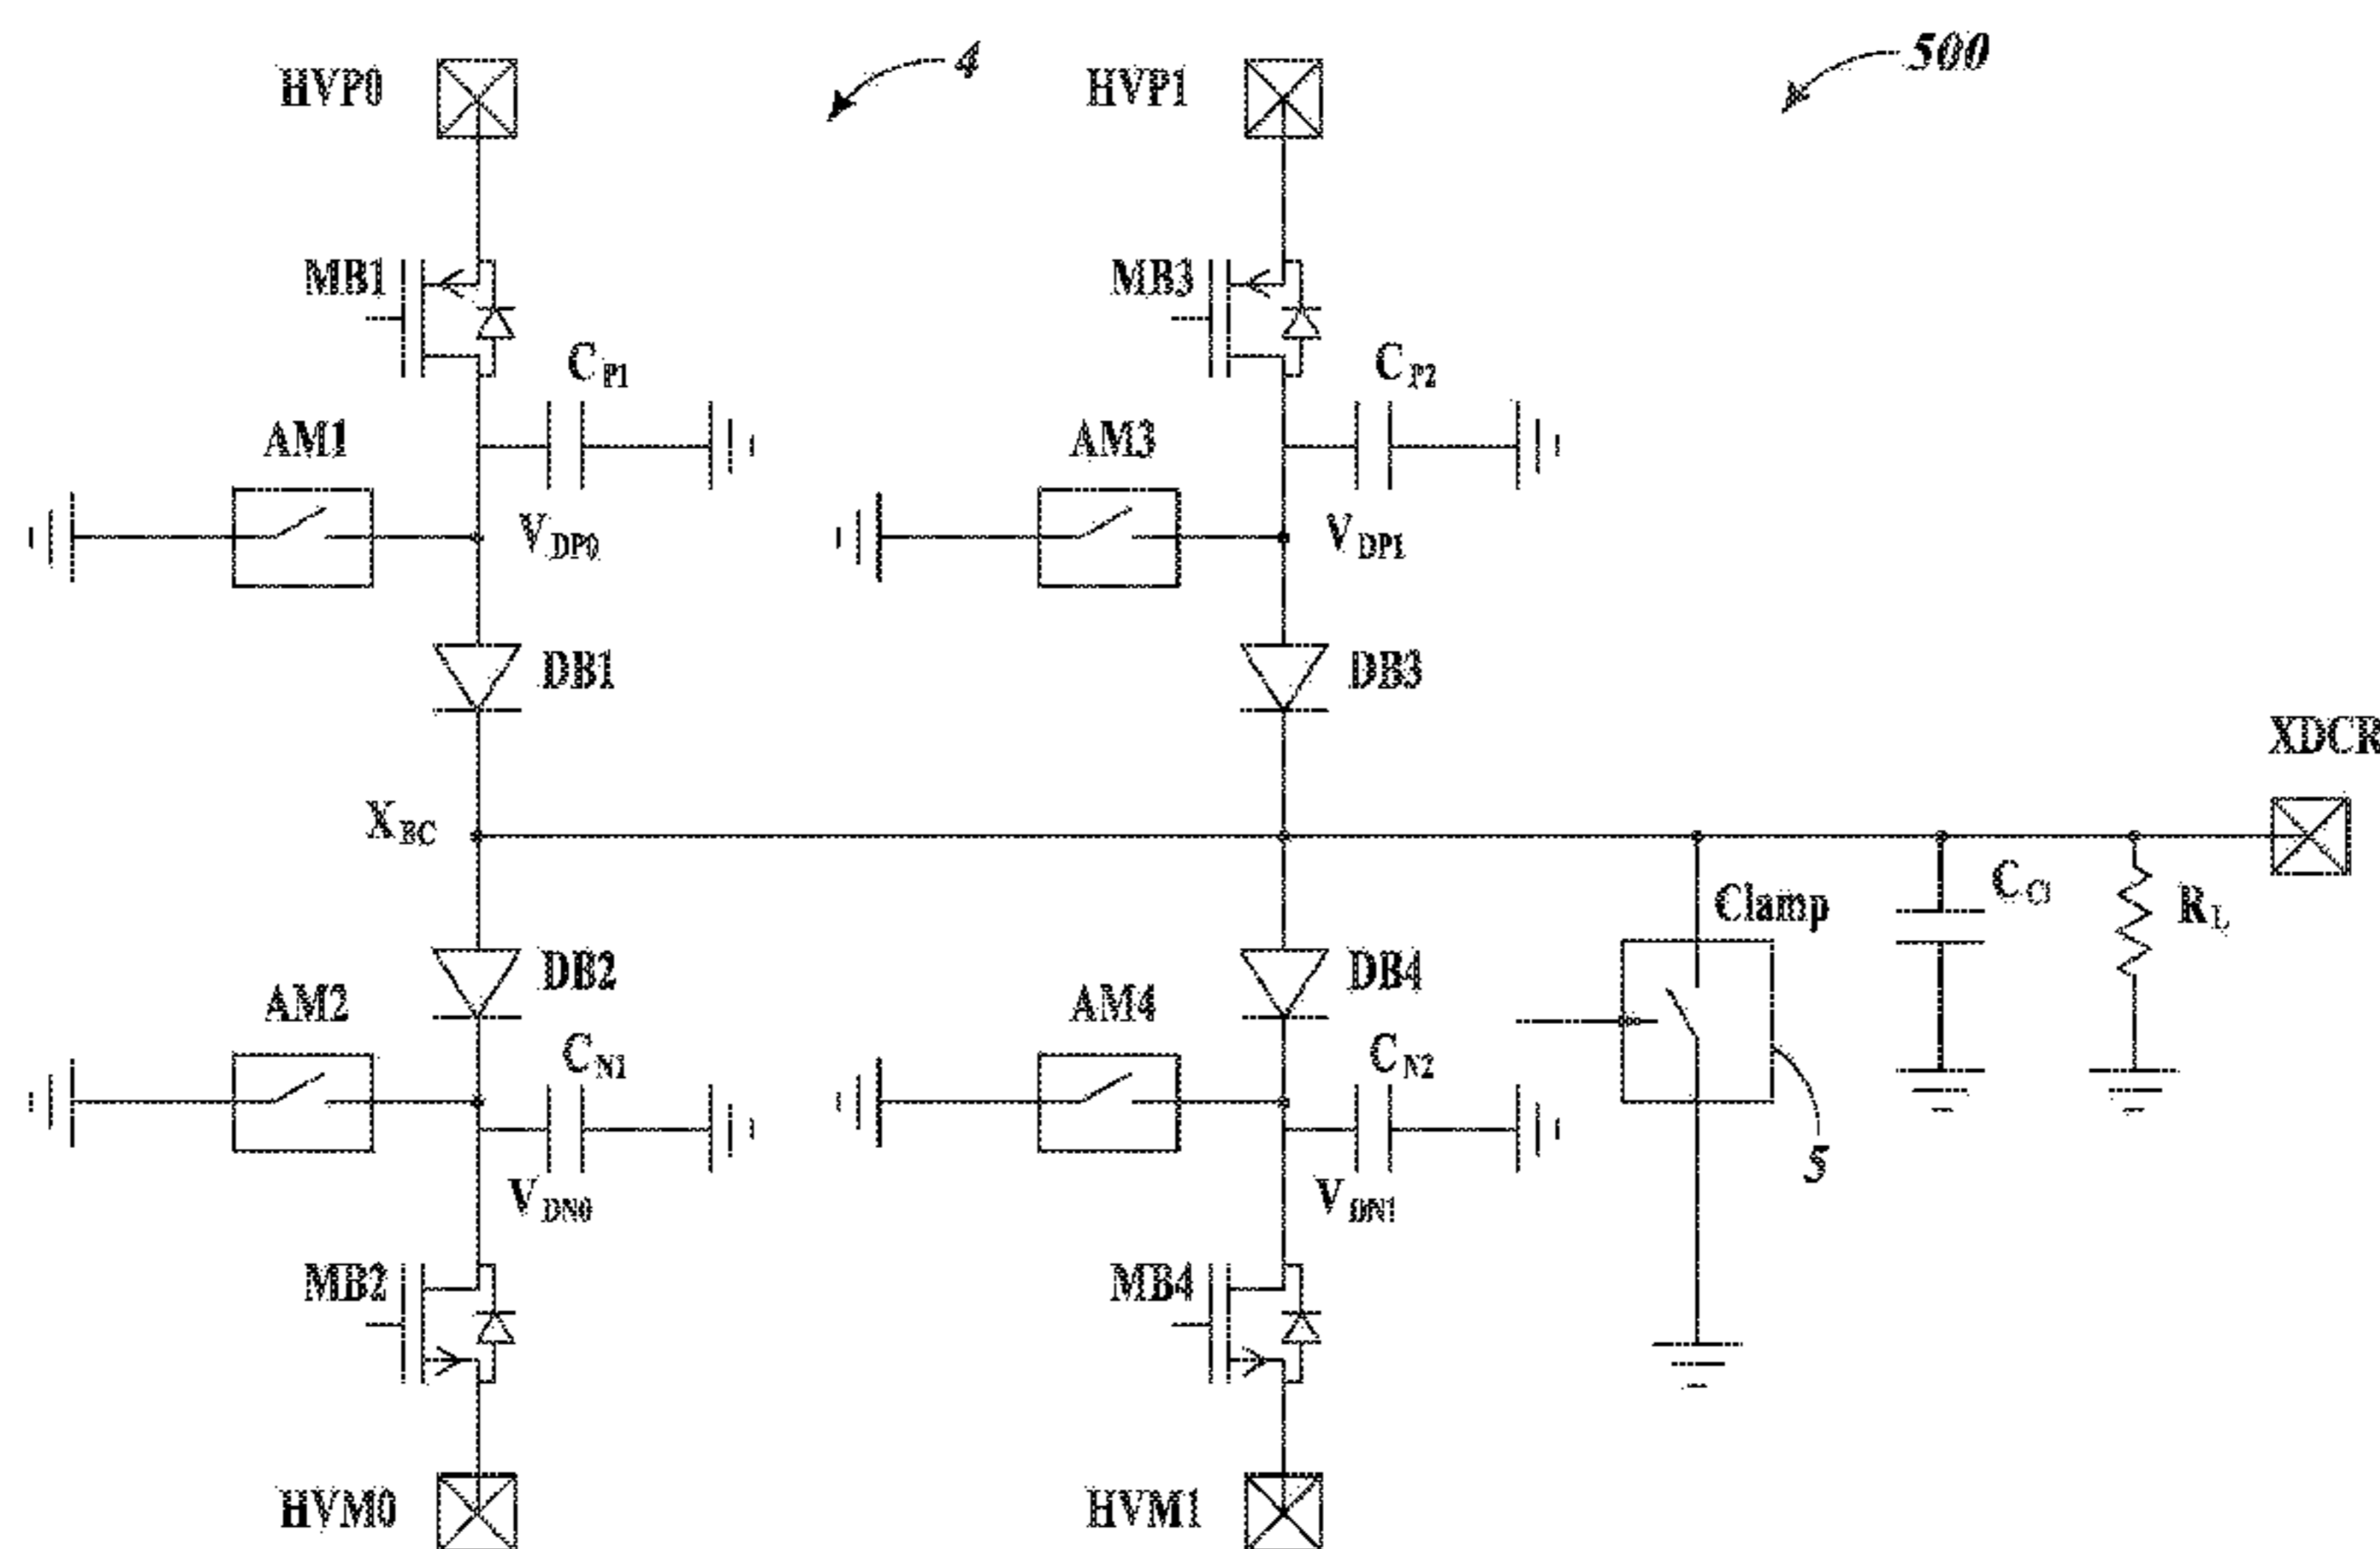 HVP0
4
HVP1
500
MB1
MB3
CP1
CP2
AM1
AM3
VDP0
VDP1
DB1
DB3
XDCR
XBC
Clamp
RL
DB2
DB4
AM2
AM4
CN1
CN2
5
VDN0
VDN1
MB2
MB4
HVM0
HVM1